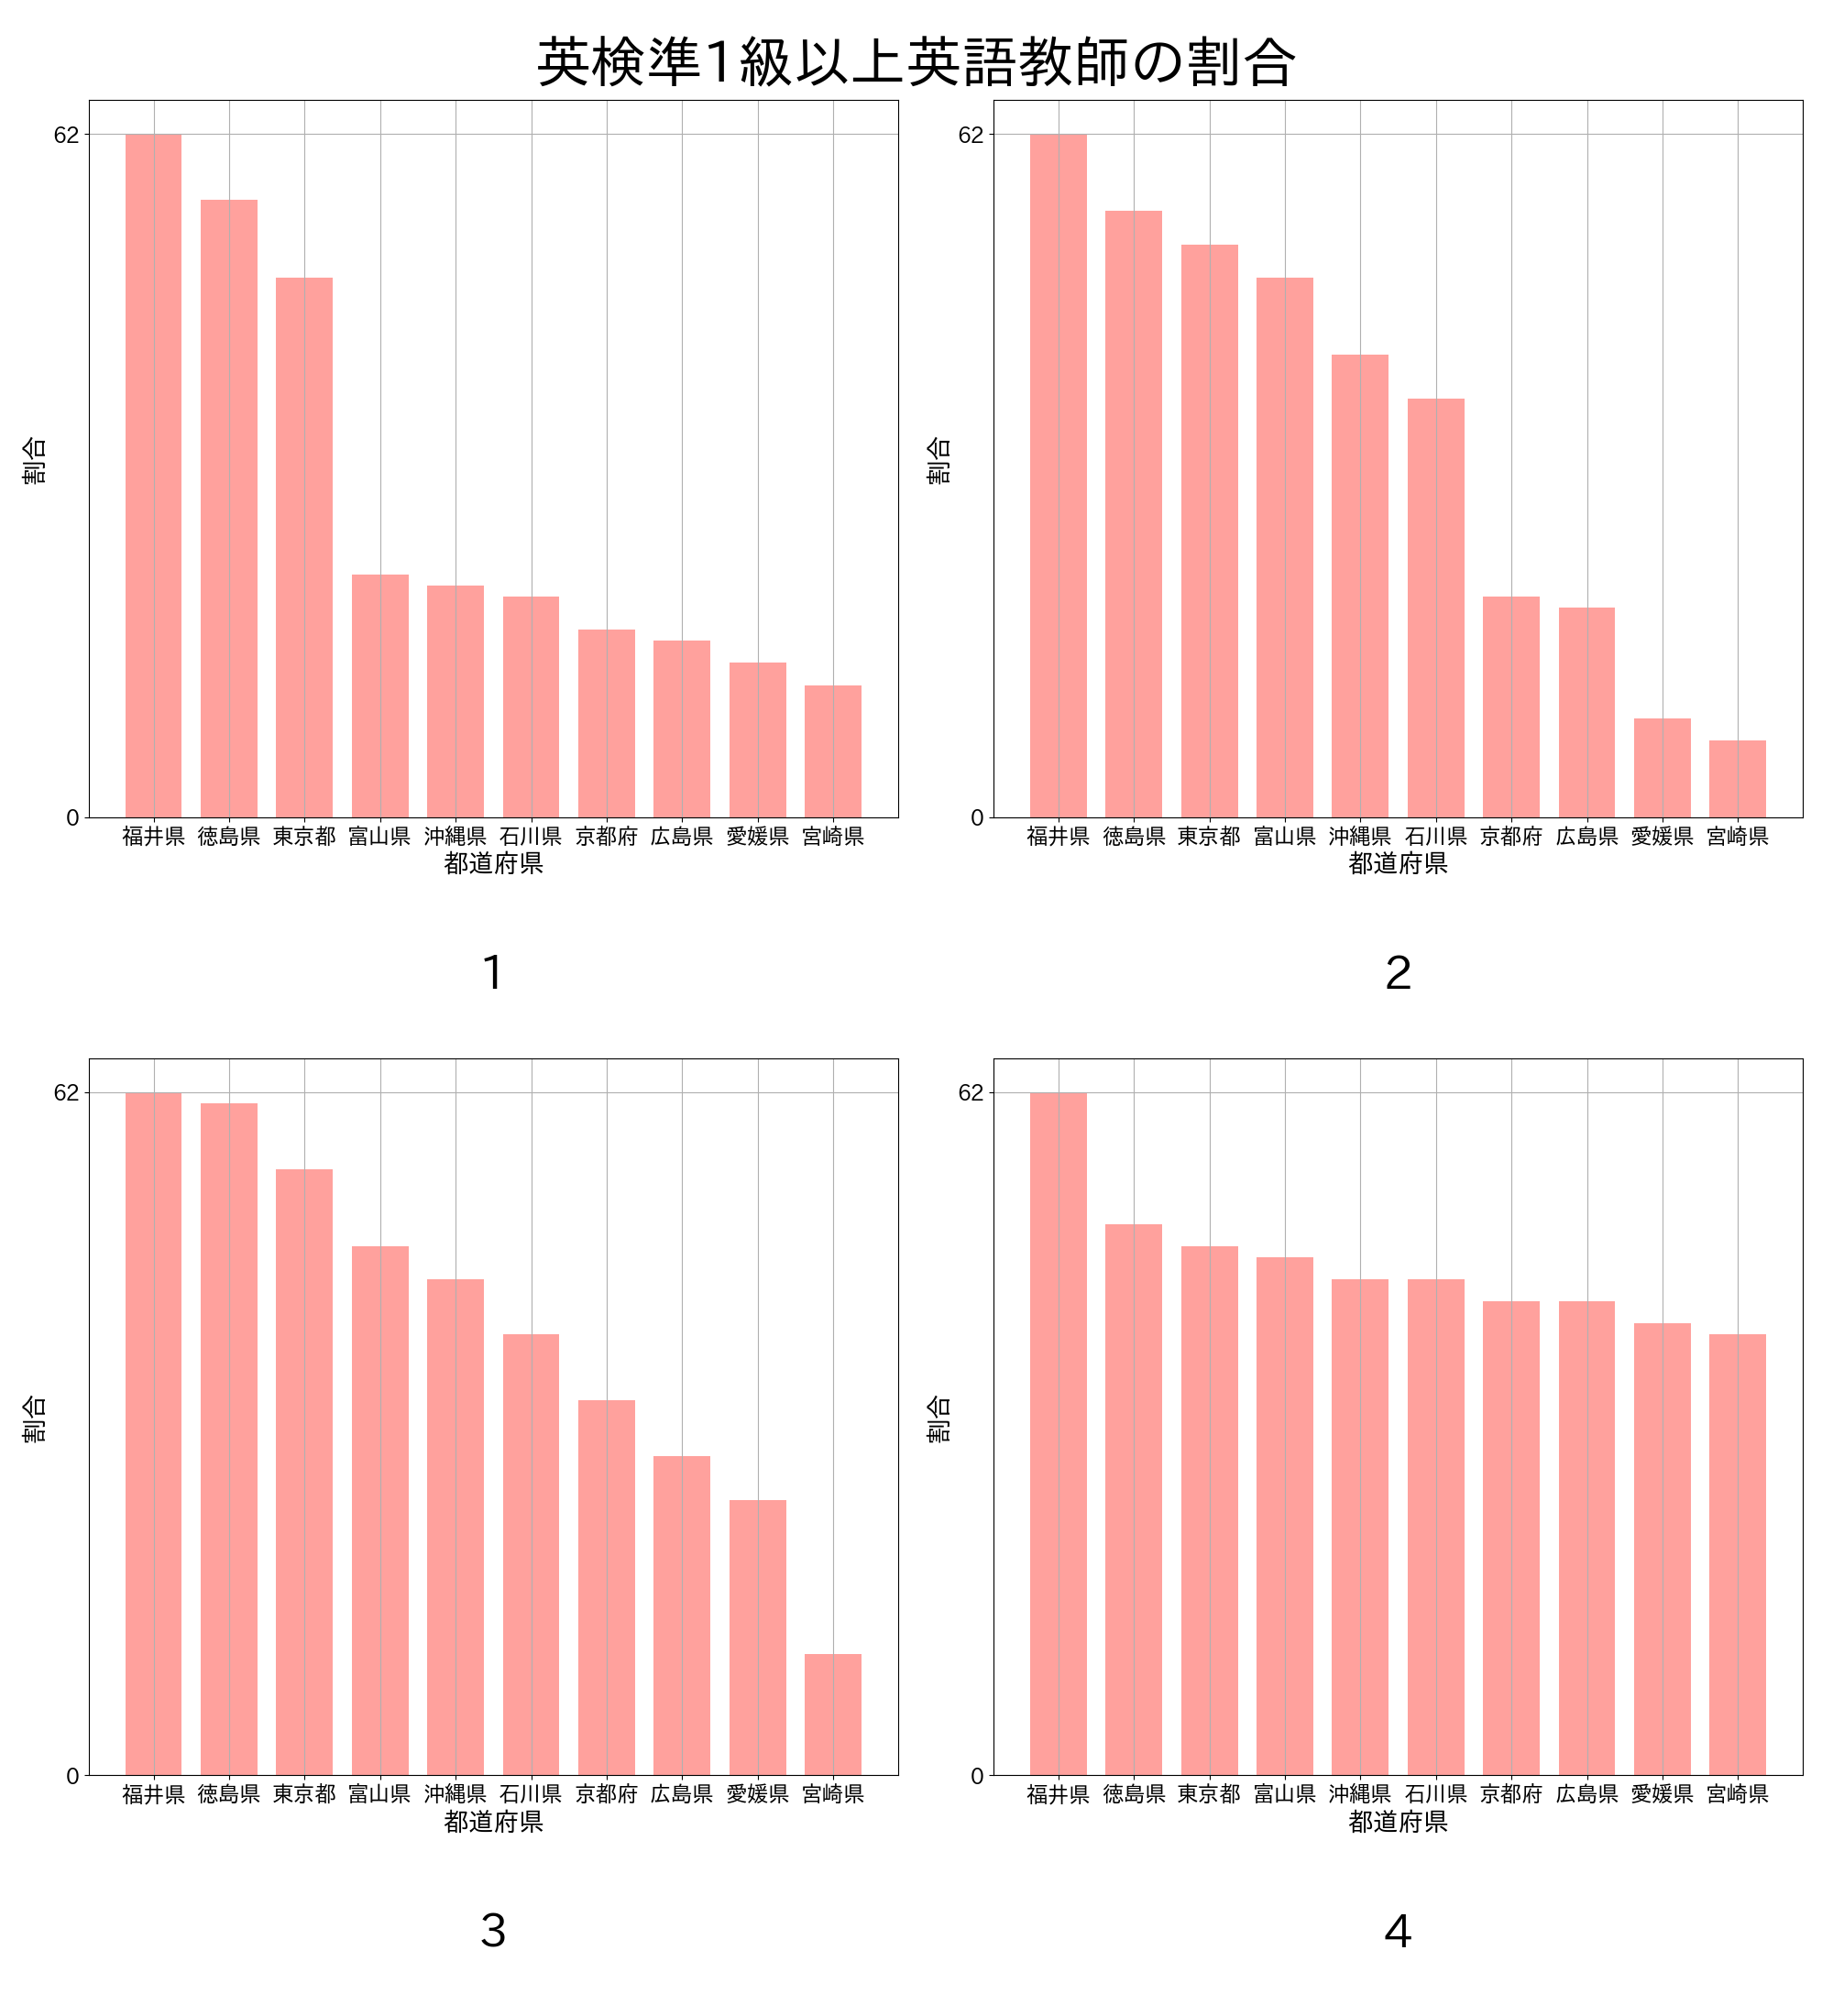 英検準1級以上英語教師の割合
62
0
割合
福井県 徳島県 東京都 富山県 沖縄県 石川県 京都府 広島県 愛媛県 宮崎県
都道府県
1
62
0
割合
福井県 徳島県 東京都 富山県 沖縄県 石川県 京都府 広島県 愛媛県 宮崎県
都道府県
2
62
0
割合
福井県 徳島県 東京都 富山県 沖縄県 石川県 京都府 広島県 愛媛県 宮崎県
都道府県
3
62
0
割合
福井県 徳島県 東京都 富山県 沖縄県 石川県 京都府 広島県 愛媛県 宮崎県
都道府県
4